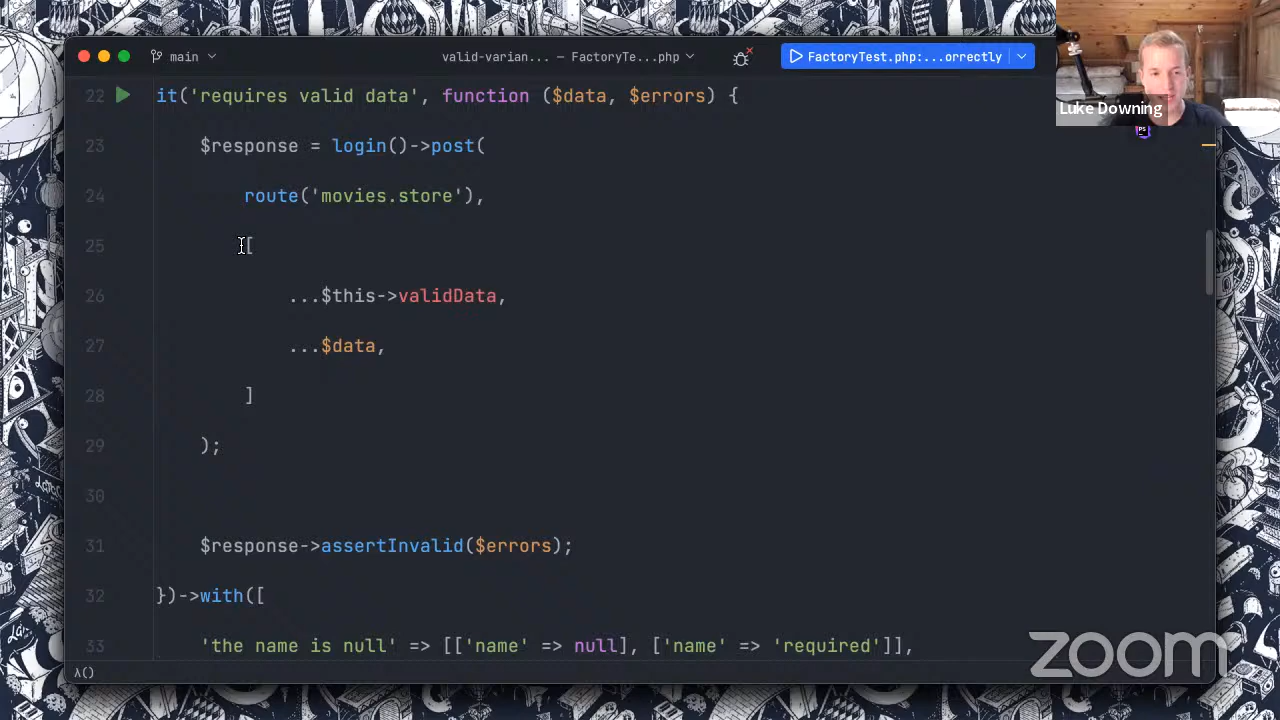 main
valid-varian... — FactoryTe...php
FactoryTest.php:...orrectly
Luke Downing
PS
22 it('requires valid data', function ($data, $errors) {
23 $response = login()->post(
24 route('movies.store'),
25 [
26 ...$this->validData,
27 ...$data,
28 ]
29 );
30
31 $response->assertInvalid($errors);
32 })->with([
33 'the name is null' => [['name' => null], ['name' => 'required']],
λ()
zoom